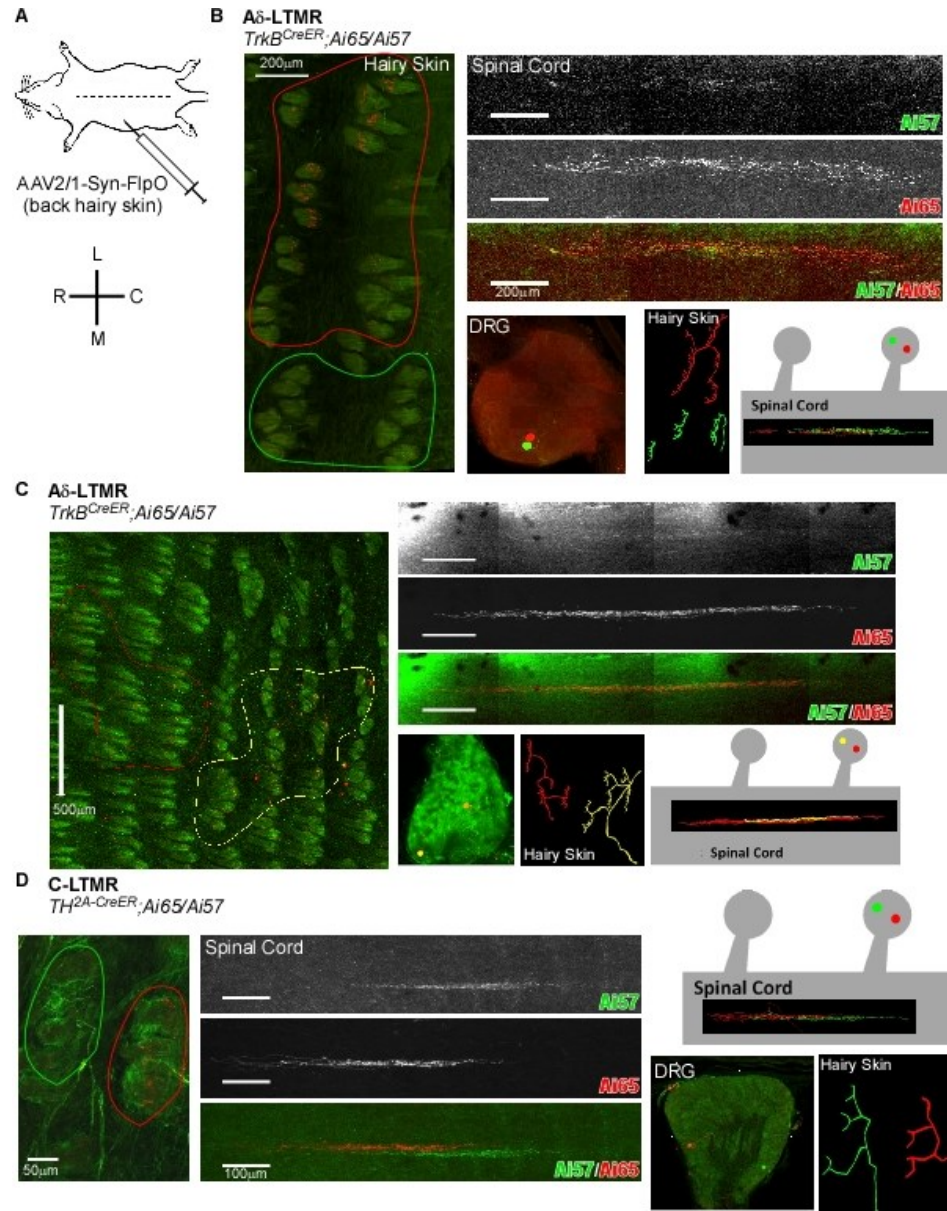 A
AAV2/1-Syn-FlpO
(back hairy skin)
L
R
C
M
B
Aδ-LTMR
TrkB^CreER;Ai65/Ai57
200μm
Hairy Skin
Spinal Cord
Ai57
Ai65
200μm
Ai57/Ai65
DRG
Hairy Skin
Spinal Cord
C
Aδ-LTMR
TrkB^CreER;Ai65/Ai57
500μm
Ai57
Ai65
Ai57/Ai65
Hairy Skin
Spinal Cord
D
C-LTMR
TH^2A-CreER;Ai65/Ai57
50μm
Spinal Cord
Ai57
Ai65
100μm
Ai57/Ai65
Spinal Cord
DRG
Hairy Skin